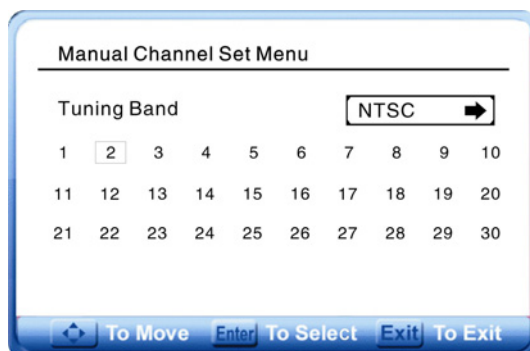 Manual Channel Set Menu
Tuning Band NTSC
1 2 3 4 5 6 7 8 9 10
11 12 13 14 15 16 17 18 19 20
21 22 23 24 25 26 27 28 29 30
To Move Enter To Select Exit To Exit